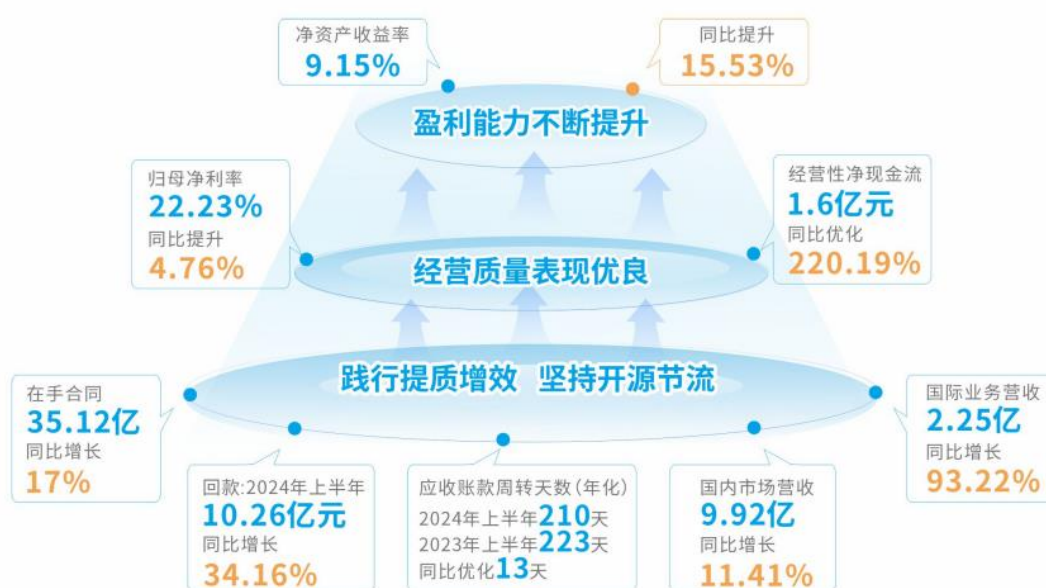 净资产收益率
9.15%
同比提升
15.53%
盈利能力不断提升
归母净利率
22.23%
同比提升
4.76%
经营性净现金流
1.6亿元
同比优化
220.19%
经营质量表现优良
践行提质增效 坚持开源节流
在手合同
35.12亿
同比增长
17%
回款:2024年上半年
10.26亿元
同比增长
34.16%
应收账款周转天数(年化)
2024年上半年210天
2023年上半年223天
同比优化13天
国内市场营收
9.92亿
同比增长
11.41%
国际业务营收
2.25亿
同比增长
93.22%